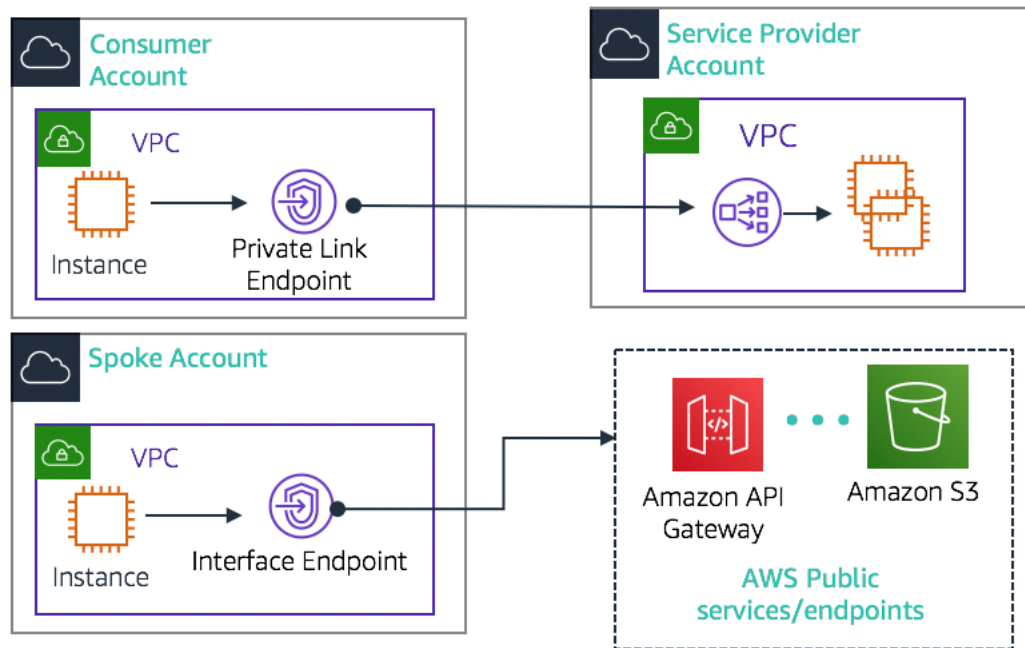 Consumer
Account
VPC
Instance
Private Link
Endpoint
Service Provider
Account
VPC
Spoke Account
VPC
Instance
Interface Endpoint
</>
Amazon API
Gateway
Amazon S3
AWS Public
services/endpoints